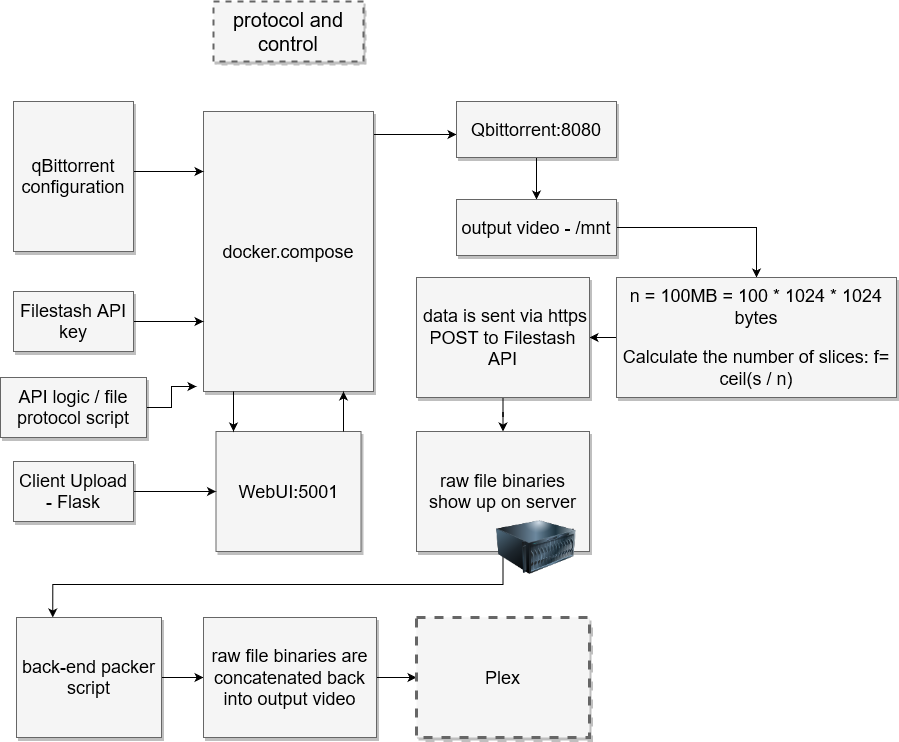 protocol and
control
qBittorrent
configuration
docker.compose
Qbittorrent:8080
output video - /mnt
Filestash API
key
data is sent via https
POST to Filestash
API
n = 100MB = 100 * 1024 * 1024
bytes
Calculate the number of slices: f=
ceil(s / n)
API logic / file
protocol script
Client Upload
- Flask
WebUI:5001
raw file binaries
show up on server
back-end packer
script
raw file binaries are
concatenated back
into output video
Plex